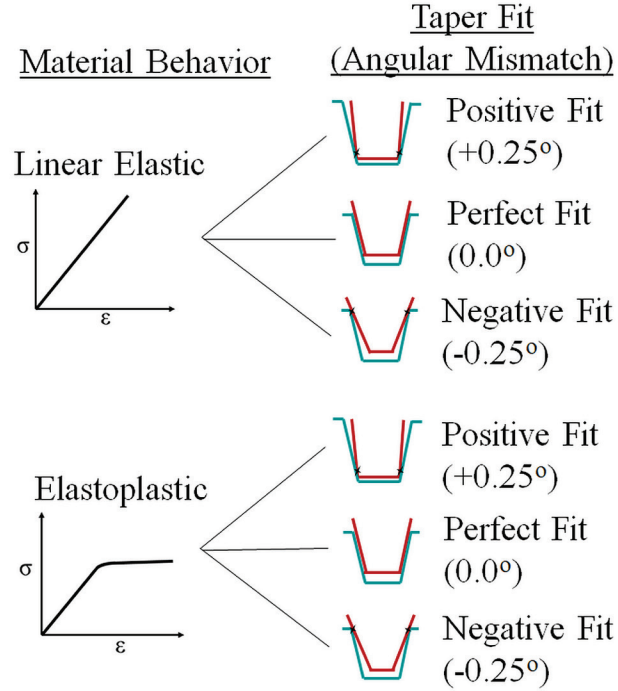 Taper Fit
(Angular Mismatch)
Material Behavior
Positive Fit
(+0.25º)
Linear Elastic
σ
ε
Perfect Fit
(0.0º)
Negative Fit
(-0.25º)
Positive Fit
(+0.25º)
Elastoplastic
σ
ε
Perfect Fit
(0.0º)
Negative Fit
(-0.25º)